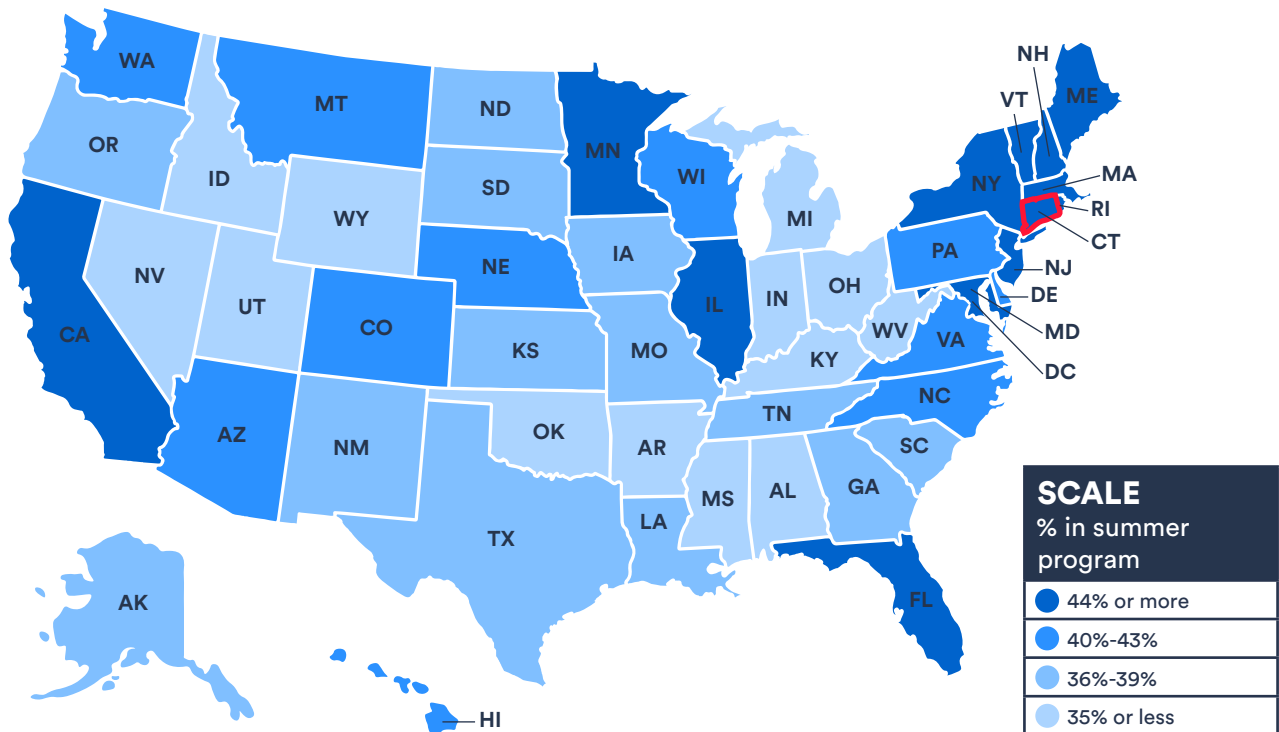 NH
WA
ME
VT
MT
ND
OR
MN
MA
WI
ID
NY
SD
RI
WY
MI
CT
PA
IA
NE
NJ
NV
OH
DE
IN
UT
IL
CO
WV
MD
CA
VA
KS
MO
KY
DC
NC
TN
AZ
OK
SC
NM
AR
GA
AL
MS
SCALE
LA
% in summer
TX
program
AK
FL
44% or more
40%-43%
36%-39%
HI
35% or less